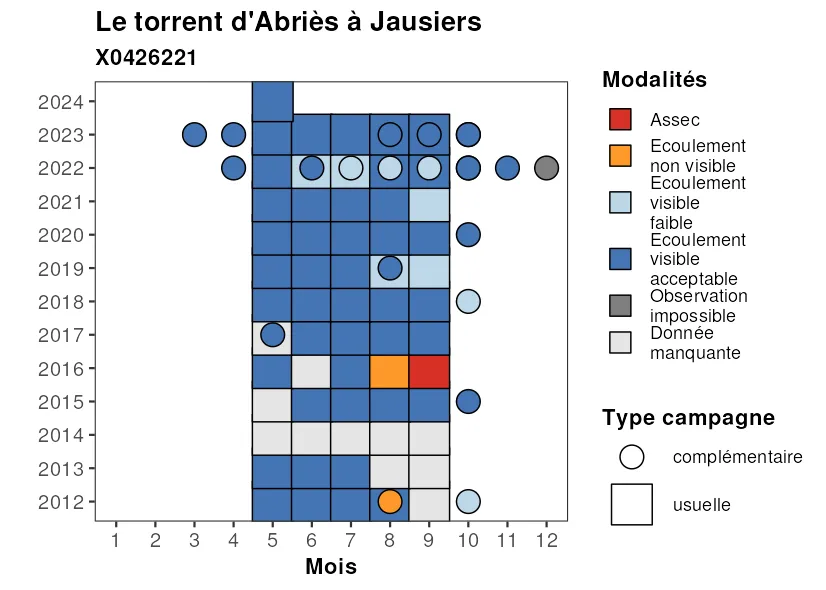 Le torrent d'Abriès à Jausiers
X0426221
2024
2023
2022
2021
2020
2019
2018
2017
2016
2015
2014
2013
2012
1 2 3 4 5 6 7 8 9 10 11 12
Mois
Modalités
Assec
Ecoulement
non visible
Ecoulement
visible
faible
Ecoulement
visible
acceptable
Observation
impossible
Donnée
manquante
Type campagne
complémentaire
usuelle